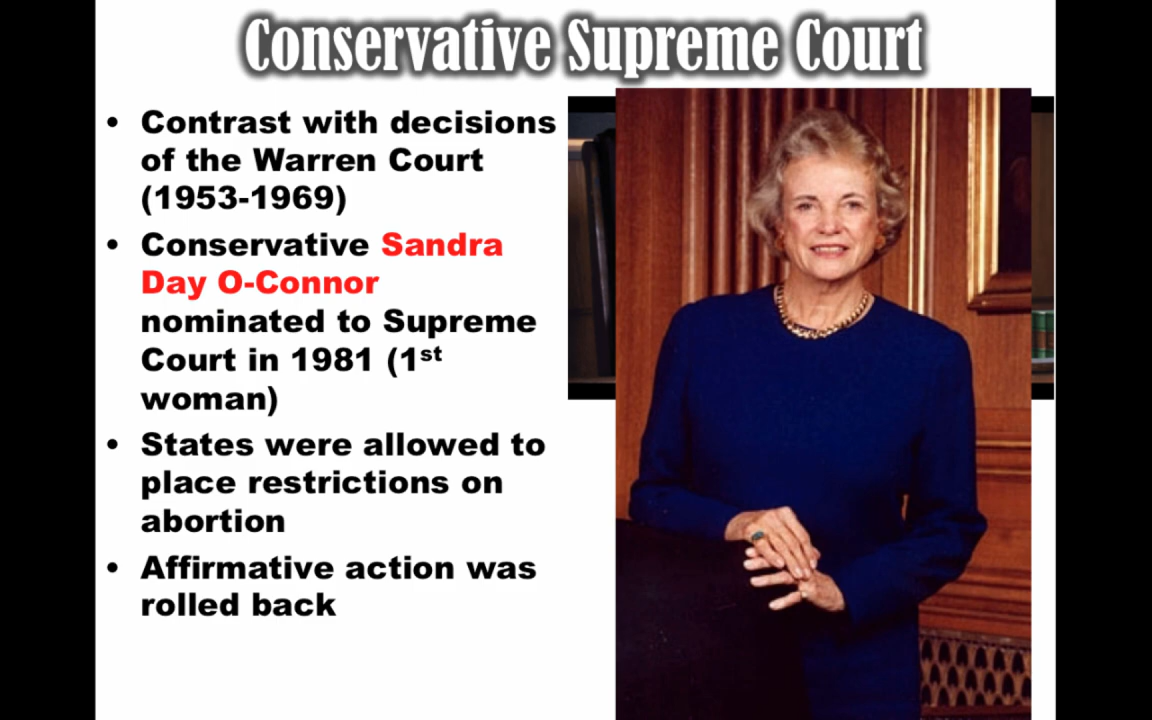 Conservative Supreme Court
• Contrast with decisions
of the Warren Court
(1953-1969)
• Conservative Sandra
Day O-Connor
nominated to Supreme
Court in 1981 (1st
woman)
• States were allowed to
place restrictions on
abortion
• Affirmative action was
rolled back